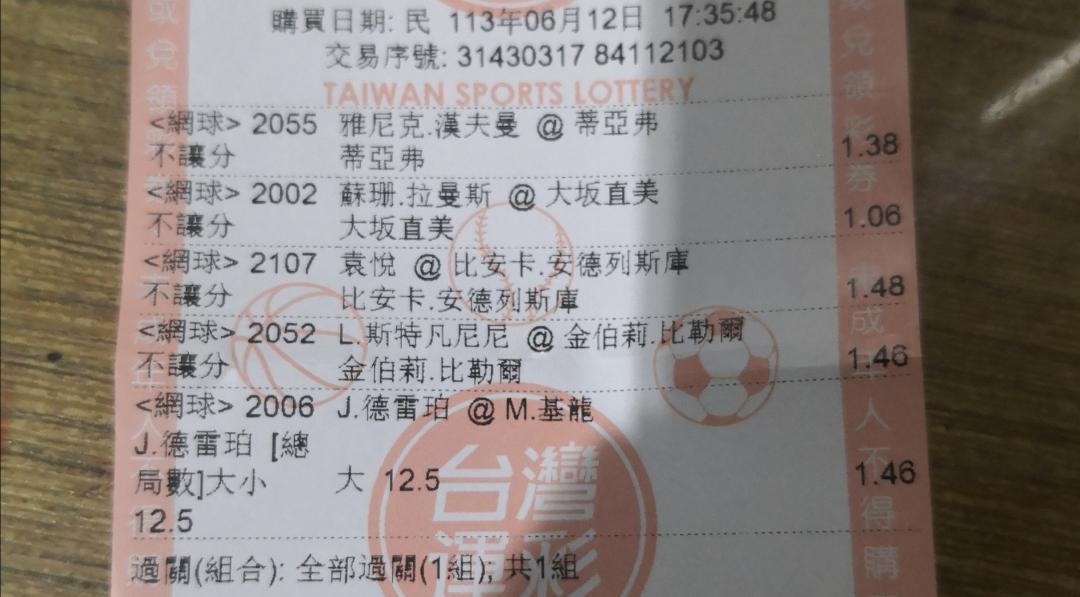 購買日期: 民 113年06月12日 17:35:48
交易序號: 31430317 84112103
TAIWAN SPORTS LOTTERY
<網球> 2055 雅尼克.漢夫曼 @ 蒂亞弗
不讓分 蒂亞弗 1.38
<網球> 2002 蘇珊.拉曼斯 @ 大坂直美
不讓分 大坂直美 1.06
<網球> 2107 袁悅 @ 比安卡.安德列斯庫
不讓分 比安卡.安德列斯庫 1.48
<網球> 2052 L.斯特凡尼尼 @ 金伯莉.比勒爾
不讓分 金伯莉.比勒爾 1.46
<網球> 2006 J.德雷珀 @ M.基龍
J.德雷珀 [總
局數]大小 大 12.5 1.46
12.5
台灣
運彩
過關(組合): 全部過關(1組); 共1組